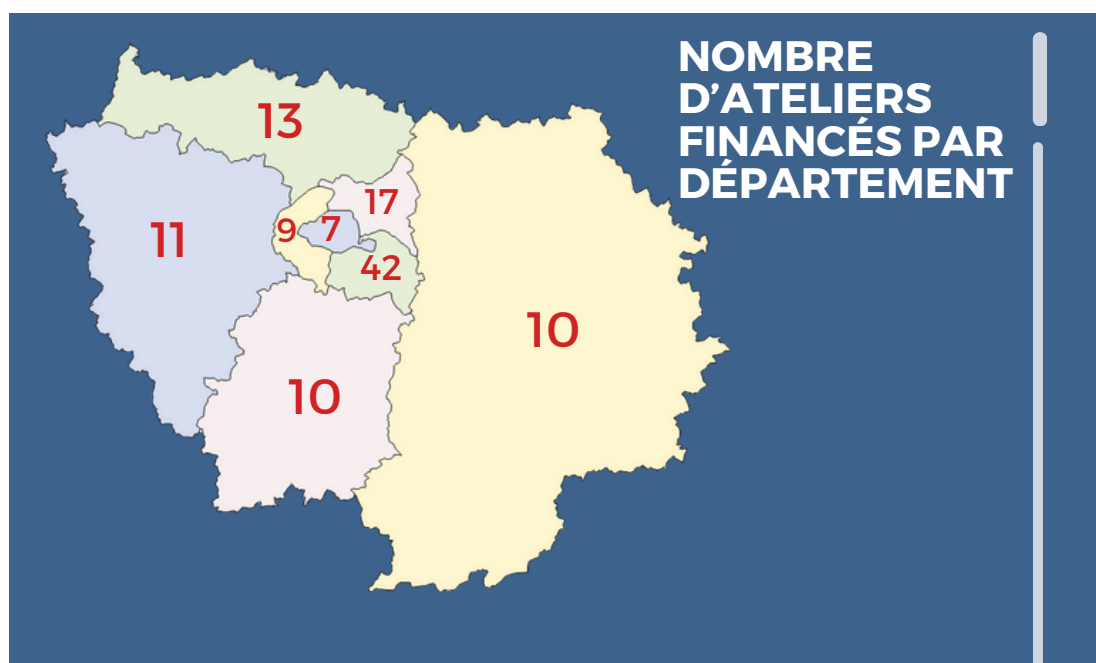 NOMBRE
D’ATELIERS
FINANCÉS PAR
DÉPARTEMENT
13
17
11
9
7
42
10
10